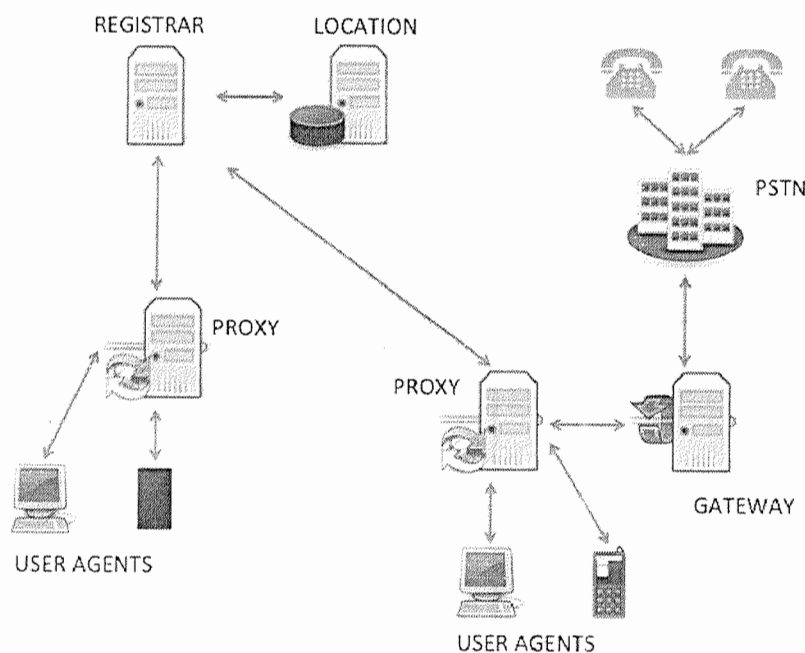 REGISTRAR LOCATION
PSTN
PROXY
PROXY
GATEWAY
USER AGENTS
USER AGENTS